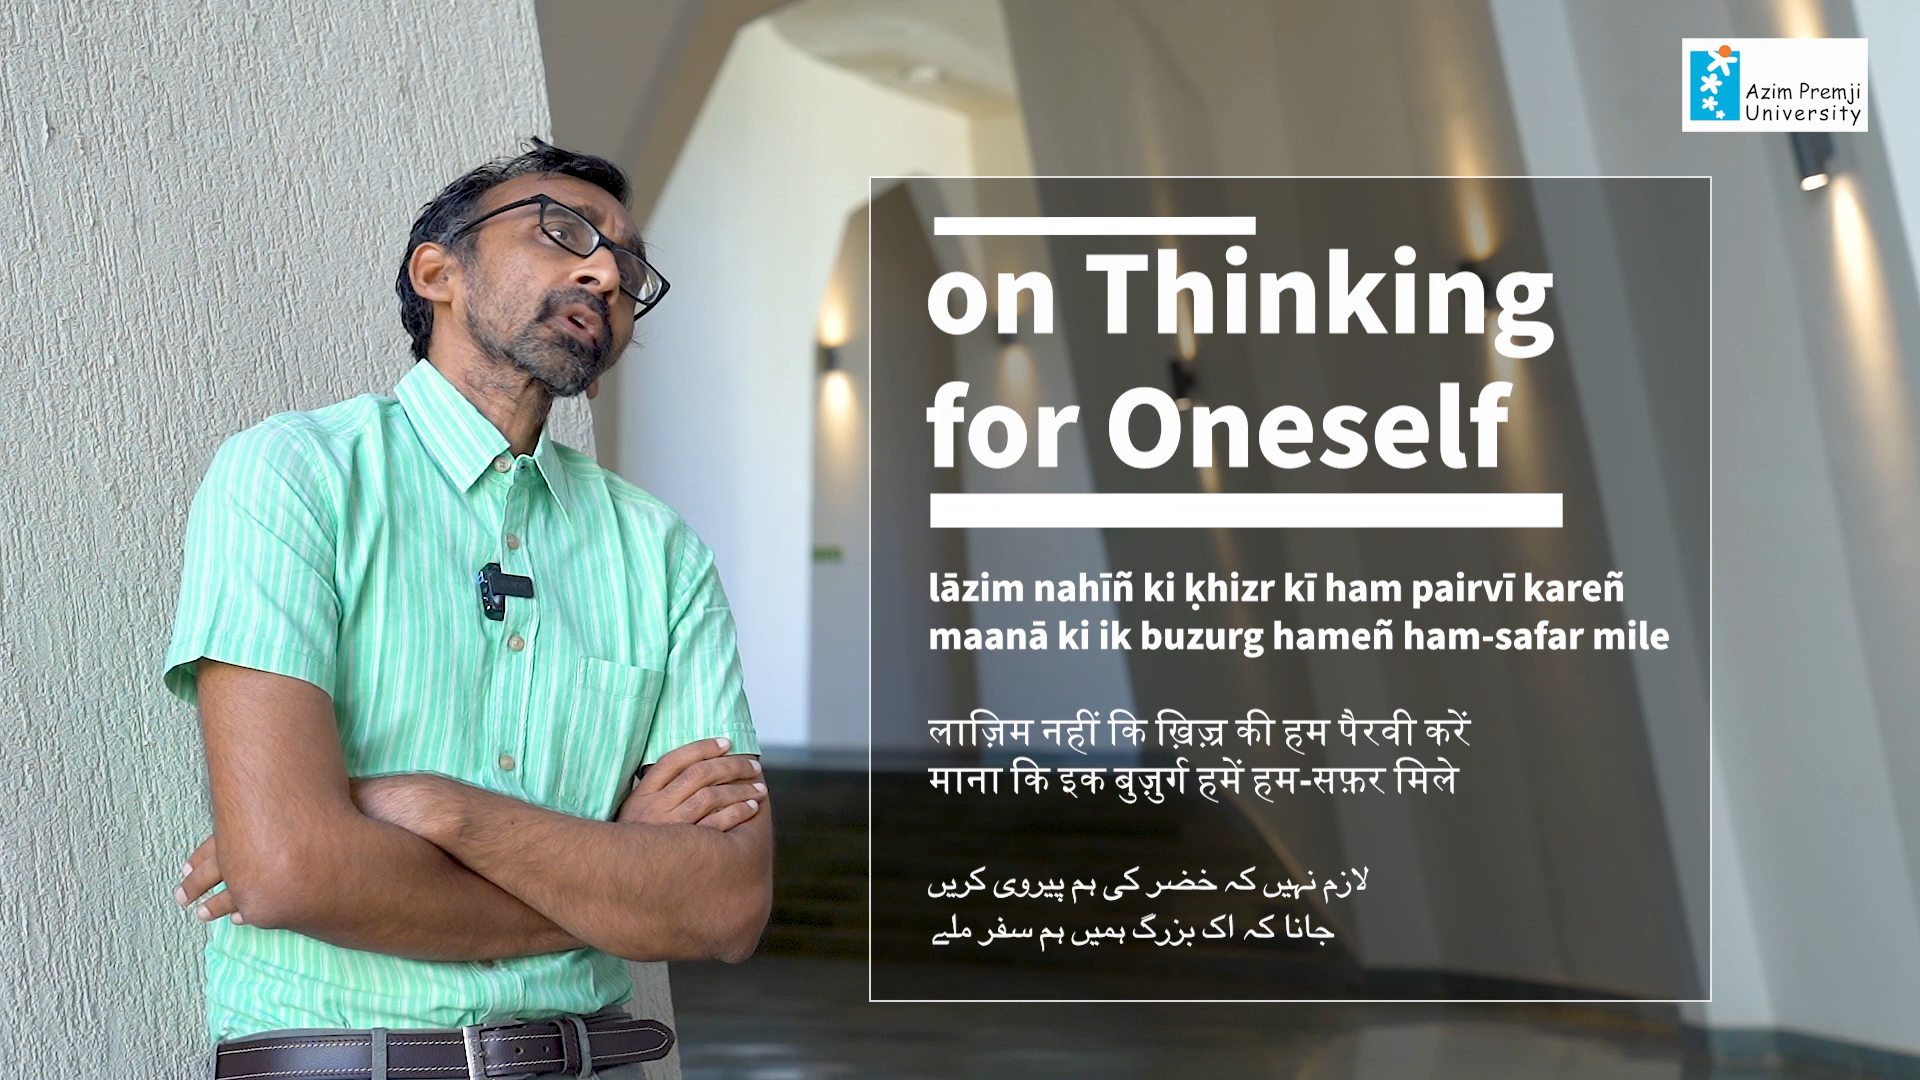 Azim Premji
University
on Thinking
for Oneself
lāzim nahīñ ki ḳhizr kī ham pairvī kareñ
maanā ki ik buzurg hameñ ham-safar mile
लाज़िम नहीं कि ख़िज़्र की हम पैरवी करें
माना कि इक बुज़ुर्ग हमें हम-सफ़र मिले
لازم نہیں کہ خضر کی ہم پیروی کریں
جانا کہ اک بزرگ ہمیں ہم سفر ملے